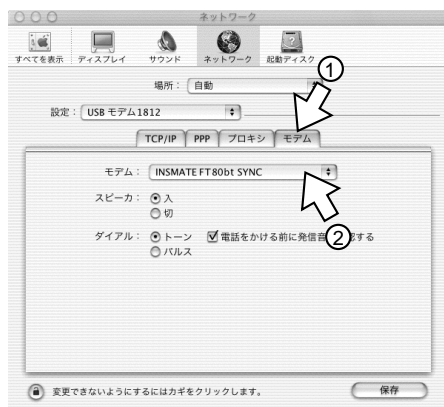 ネットワーク
すべてを表示 ディスプレイ サウンド ネットワーク 起動ディスク
①
場所： 自動
設定： USB モデム1812
TCP/IP PPP プロキシ モデム
モデム： INSMATE FT80bt SYNC
スピーカ： 入
切
②
ダイアル： トーン 電話をかける前に発信音 する
パルス
変更できないようにするにはカギをクリックします。 保存